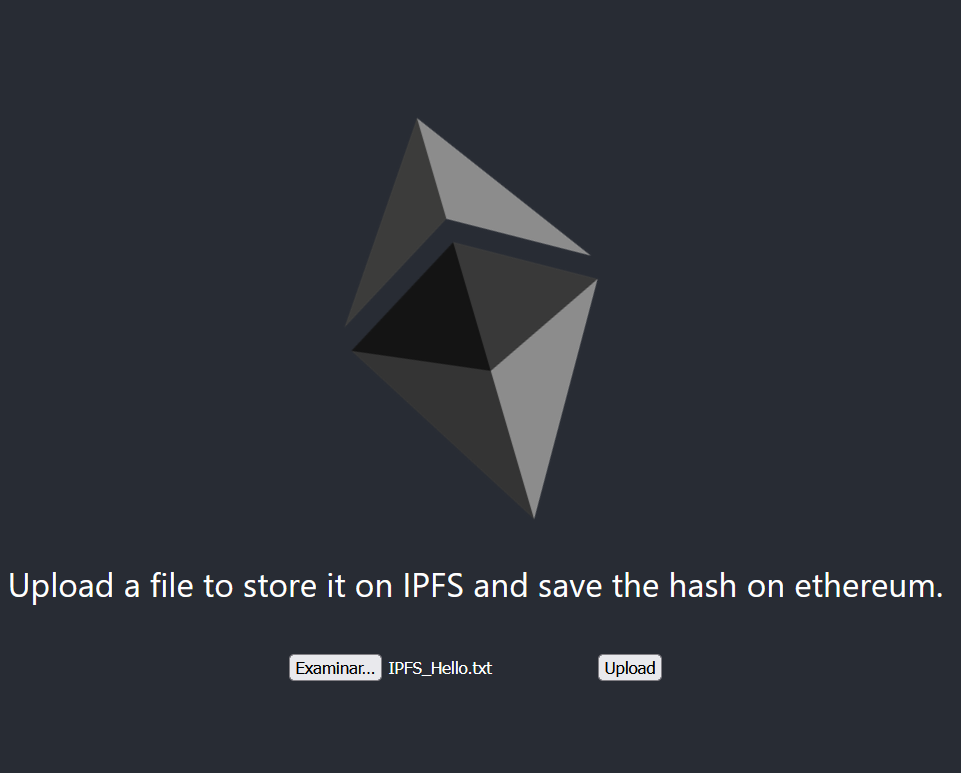 Upload a file to store it on IPFS and save the hash on ethereum.
Examinar... IPFS_Hello.txt Upload